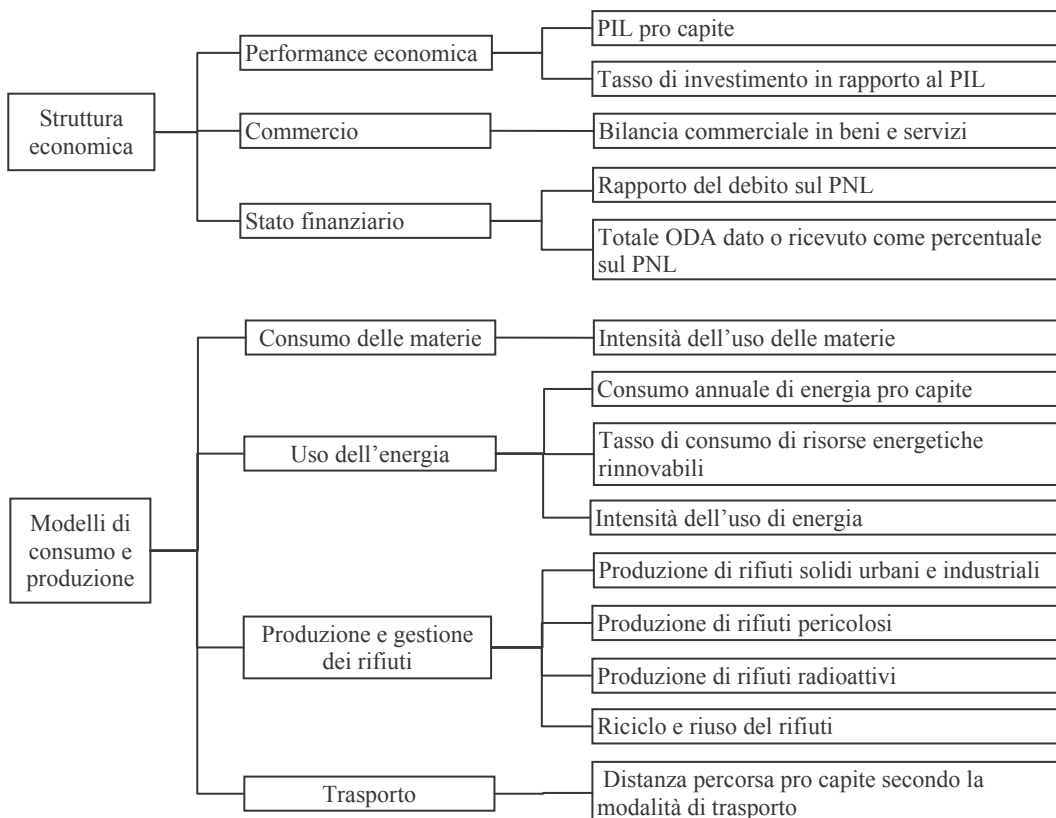 Struttura
economica
Performance economica
PIL pro capite
Tasso di investimento in rapporto al PIL
Commercio
Bilancia commerciale in beni e servizi
Stato finanziario
Rapporto del debito sul PNL
Totale ODA dato o ricevuto come percentuale
sul PNL
Modelli di
consumo e
produzione
Consumo delle materie
Intensità dell’uso delle materie
Uso dell’energia
Consumo annuale di energia pro capite
Tasso di consumo di risorse energetiche
rinnovabili
Intensità dell’uso di energia
Produzione e gestione
dei rifiuti
Produzione di rifiuti solidi urbani e industriali
Produzione di rifiuti pericolosi
Produzione di rifiuti radioattivi
Riciclo e riuso del rifiuti
Trasporto
Distanza percorsa pro capite secondo la
modalità di trasporto